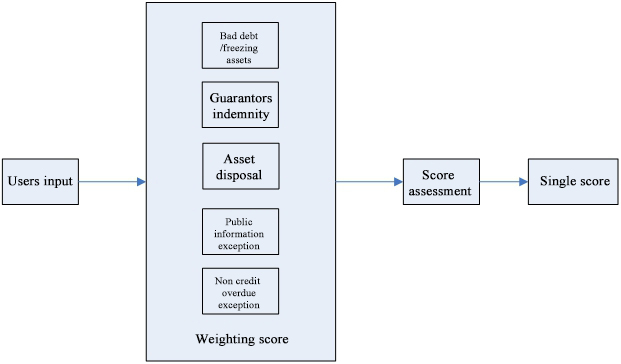 Users input
Bad debt
/freezing
assets
Guarantors
indemnity
Asset
disposal
Public
information
exception
Non credit
overdue
exception
Weighting score
Score
assessment
Single score